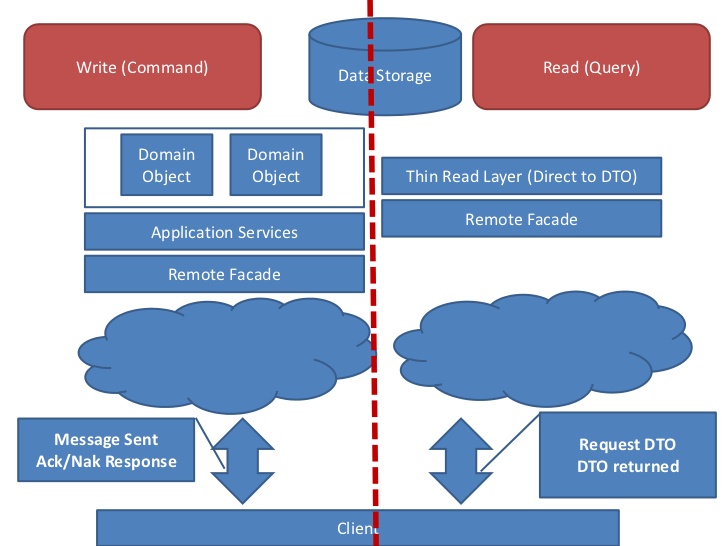 Write (Command)
Data Storage
Read (Query)
Domain
Object
Domain
Object
Thin Read Layer (Direct to DTO)
Application Services
Remote Facade
Remote Facade
Message Sent
Ack/Nak Response
Request DTO
DTO returned
Client